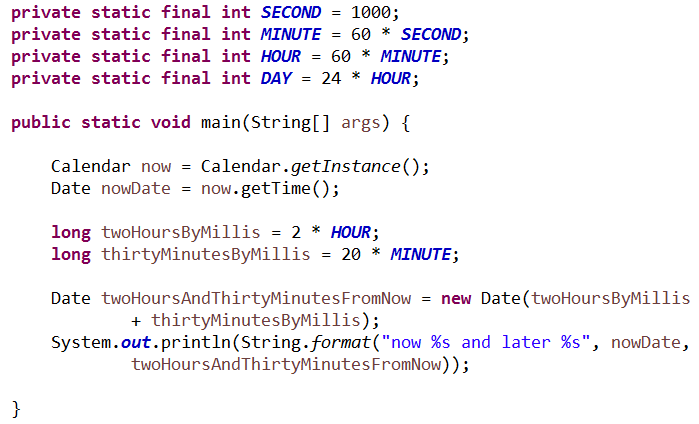 private static final int SECOND = 1000;
private static final int MINUTE = 60 * SECOND;
private static final int HOUR = 60 * MINUTE;
private static final int DAY = 24 * HOUR;
public static void main(String[] args) {
Calendar now = Calendar.getInstance();
Date nowDate = now.getTime();
long twoHoursByMillis = 2 * HOUR;
long thirtyMinutesByMillis = 20 * MINUTE;
Date twoHoursAndThirtyMinutesFromNow = new Date(twoHoursByMillis
+ thirtyMinutesByMillis);
System.out.println(String.format("now %s and later %s", nowDate,
twoHoursAndThirtyMinutesFromNow));
}